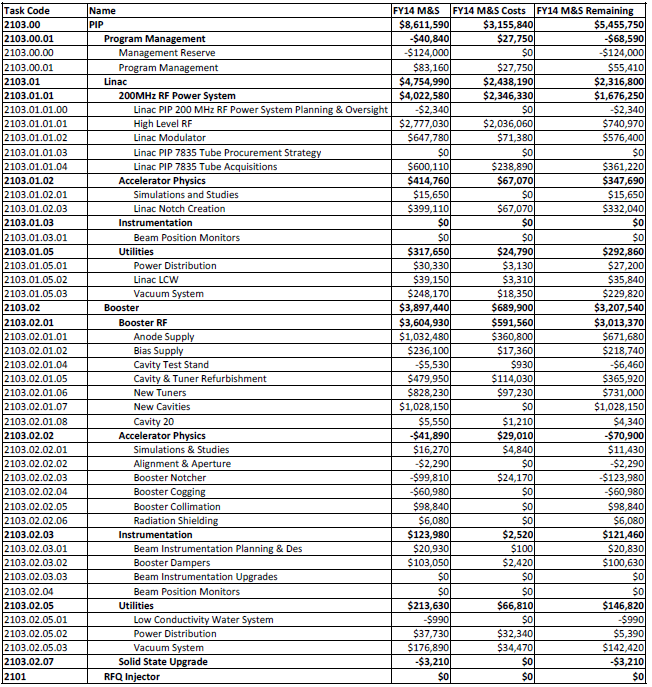 Task Code Name FY14 M&S FY14 M&S Costs FY14 M&S Remaining
2103.00 PIP $8,611,590 $3,155,840 $5,455,750
2103.00.01 Program Management -$40,840 $27,750 -$68,590
2103.00.00 Management Reserve -$124,000 $0 -$124,000
2103.00.01 Program Management $83,160 $27,750 $55,410
2103.01 Linac $4,754,990 $2,438,190 $2,316,800
2103.01.01 200MHz RF Power System $4,022,580 $2,346,330 $1,676,250
2103.01.01.00 Linac PIP 200 MHz RF Power System Planning & Oversight -$2,340 $0 -$2,340
2103.01.01.01 High Level RF $2,777,030 $2,036,060 $740,970
2103.01.01.02 Linac Modulator $647,780 $71,380 $576,400
2103.01.01.03 Linac PIP 7835 Tube Procurement Strategy $0 $0 $0
2103.01.01.04 Linac PIP 7835 Tube Acquisitions $600,110 $238,890 $361,220
2103.01.02 Accelerator Physics $414,760 $67,070 $347,690
2103.01.02.01 Simulations and Studies $15,650 $0 $15,650
2103.01.02.03 Linac Notch Creation $399,110 $67,070 $332,040
2103.01.03 Instrumentation $0 $0 $0
2103.01.03.01 Beam Position Monitors $0 $0 $0
2103.01.05 Utilities $317,650 $24,790 $292,860
2103.01.05.01 Power Distribution $30,330 $3,130 $27,200
2103.01.05.02 Linac LCW $39,150 $3,310 $35,840
2103.01.05.03 Vacuum System $248,170 $18,350 $229,820
2103.02 Booster $3,897,440 $689,900 $3,207,540
2103.02.01 Booster RF $3,604,930 $591,560 $3,013,370
2103.02.01.01 Anode Supply $1,032,480 $360,800 $671,680
2103.02.01.02 Bias Supply $236,100 $17,360 $218,740
2103.02.01.04 Cavity Test Stand -$5,530 $930 -$6,460
2103.02.01.05 Cavity & Tuner Refurbishment $479,950 $114,030 $365,920
2103.02.01.06 New Tuners $828,230 $97,230 $731,000
2103.02.01.07 New Cavities $1,028,150 $0 $1,028,150
2103.02.01.08 Cavity 20 $5,550 $1,210 $4,340
2103.02.02 Accelerator Physics -$41,890 $29,010 -$70,900
2103.02.02.01 Simulations & Studies $16,270 $4,840 $11,430
2103.02.02.02 Alignment & Aperture -$2,290 $0 -$2,290
2103.02.02.03 Booster Notcher -$99,810 $24,170 -$123,980
2103.02.02.04 Booster Cogging -$60,980 $0 -$60,980
2103.02.02.05 Booster Collimation $98,840 $0 $98,840
2103.02.02.06 Radiation Shielding $6,080 $0 $6,080
2103.02.03 Instrumentation $123,980 $2,520 $121,460
2103.02.03.01 Beam Instrumentation Planning & Des $20,930 $100 $20,830
2103.02.03.02 Booster Dampers $103,050 $2,420 $100,630
2103.02.03.03 Beam Instrumentation Upgrades $0 $0 $0
2103.02.04 Beam Position Monitors $0 $0 $0
2103.02.05 Utilities $213,630 $66,810 $146,820
2103.02.05.01 Low Conductivity Water System -$990 $0 -$990
2103.02.05.02 Power Distribution $37,730 $32,340 $5,390
2103.02.05.03 Vacuum System $176,890 $34,470 $142,420
2103.02.07 Solid State Upgrade -$3,210 $0 -$3,210
2101 RFQ Injector $0 $0 $0